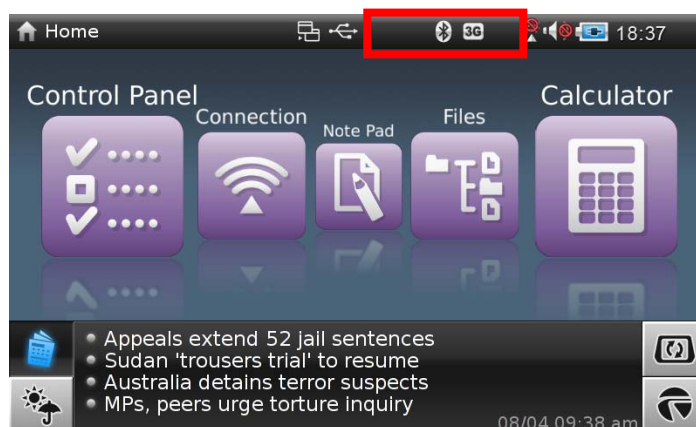 Home
3G
18:37
Control Panel
Connection
Note Pad
Files
Calculator
Appeals extend 52 jail sentences
Sudan 'trousers trial' to resume
Australia detains terror suspects
MPs, peers urge torture inquiry
08/04 09:38 am